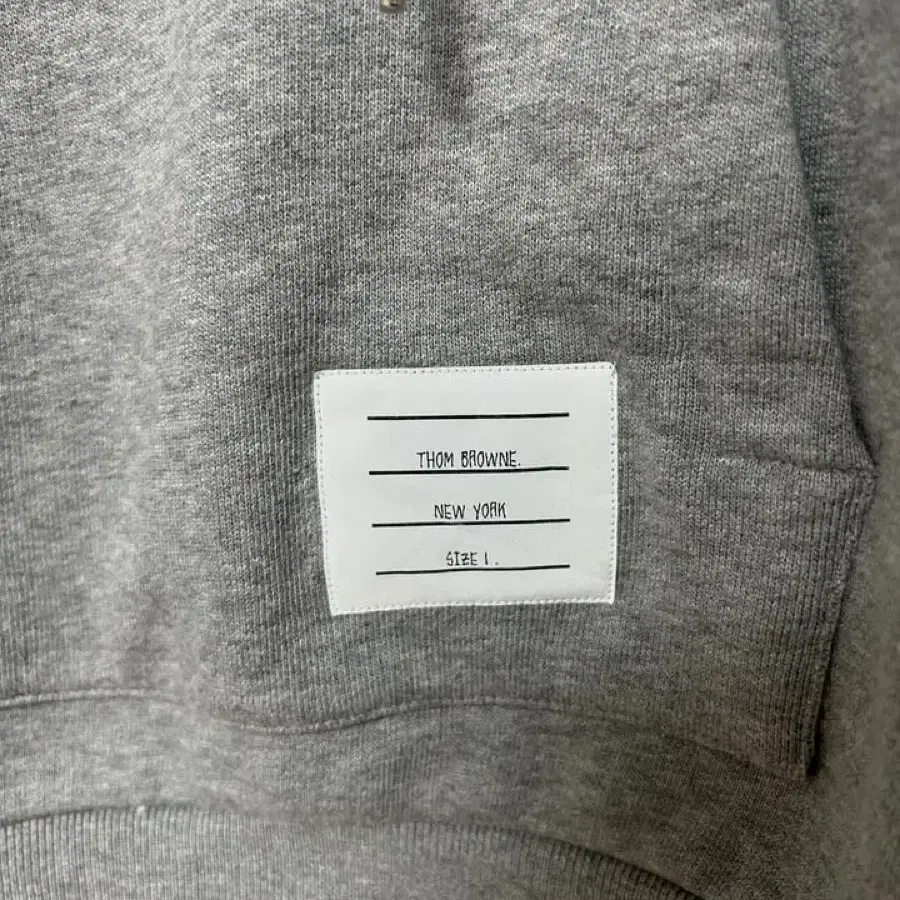 THOM BROWNE.
NEW YORK
SIZE 1.